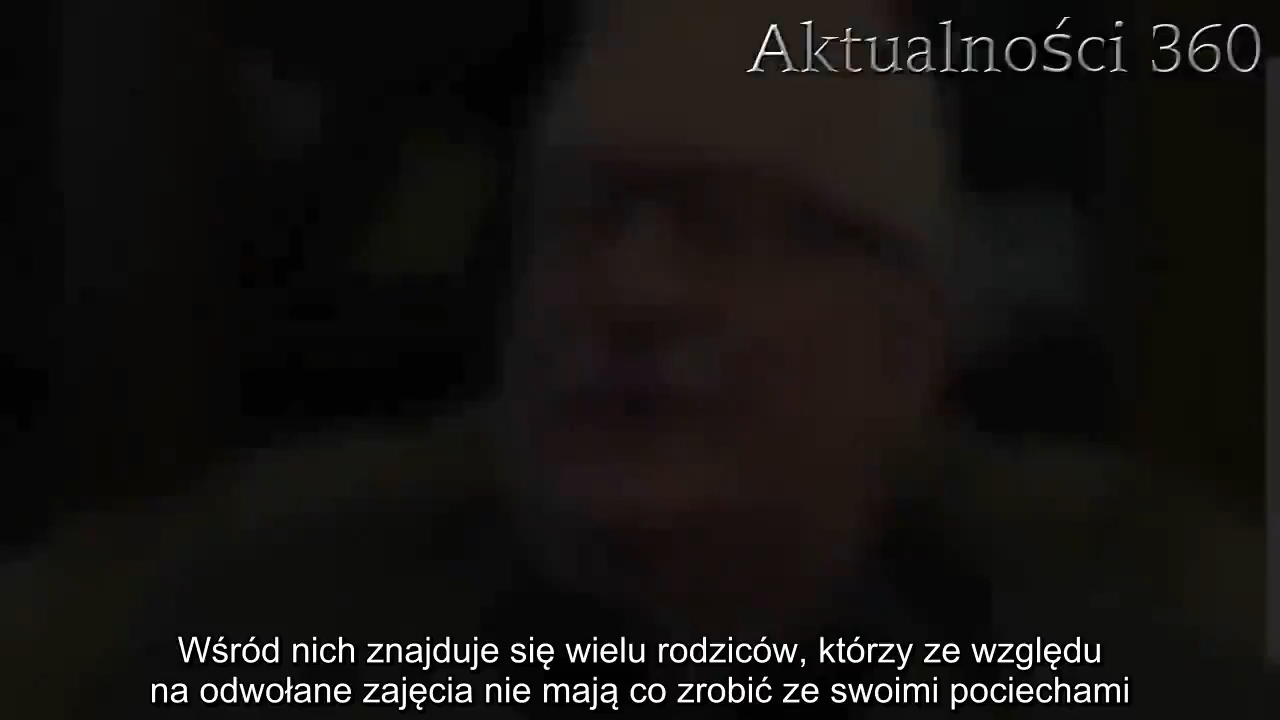 Aktualności 360
Wśród nich znajduje się wielu rodziców, którzy ze względu
na odwołane zajęcia nie mają co zrobić ze swoimi pociechami